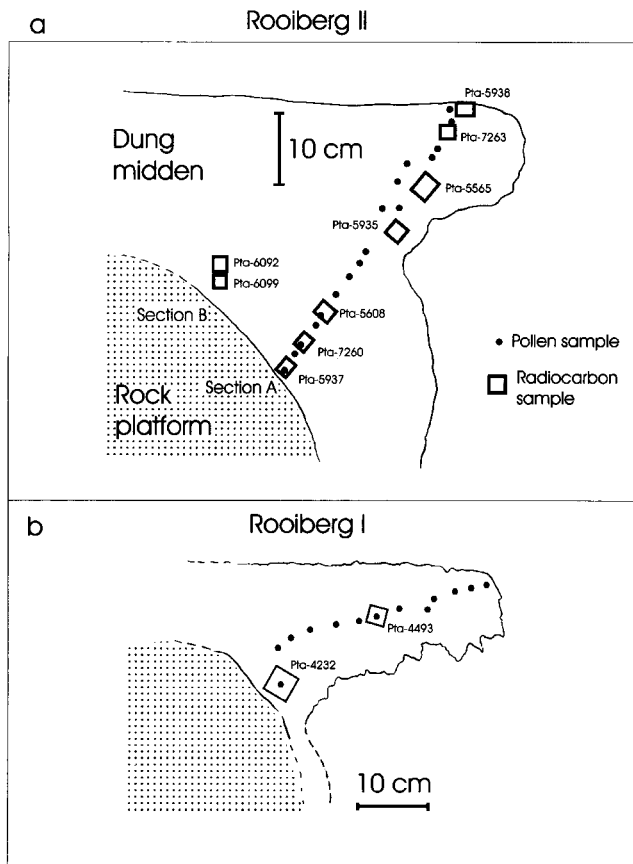 a
Rooiberg II
Pta-5938
Dung
midden
10 cm
Pta-7263
Pta-5565
Pta-5935
Pta-6092
Pta-6099
Section B
Pta-5608
Pollen sample
Pta-7260
Radiocarbon
sample
Section A
Pta-5937
Rock
platform
b
Rooiberg I
Pta-4493
Pta-4232
10 cm